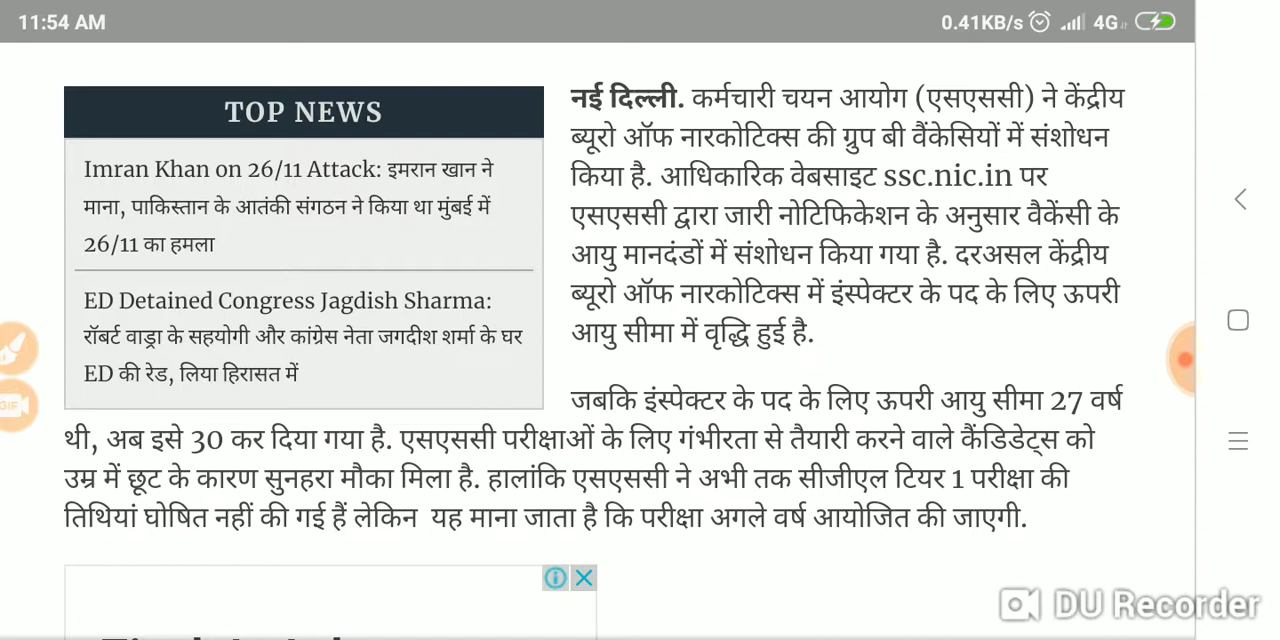 11:54 AM
0.41KB/s 4G
TOP NEWS
Imran Khan on 26/11 Attack: इमरान खान ने
माना, पाकिस्तान के आतंकी संगठन ने किया था मुंबई में
26/11 का हमला
ED Detained Congress Jagdish Sharma:
रॉबर्ट वाड्रा के सहयोगी और कांग्रेस नेता जगदीश शर्मा के घर
ED की रेड, लिया हिरासत में
नई दिल्ली. कर्मचारी चयन आयोग (एसएससी) ने केंद्रीय
ब्यूरो ऑफ नारकोटिक्स की ग्रुप बी वैंकेसियों में संशोधन
किया है. आधिकारिक वेबसाइट ssc.nic.in पर
एसएससी द्वारा जारी नोटिफिकेशन के अनुसार वैकेंसी के
आयु मानदंडों में संशोधन किया गया है. दरअसल केंद्रीय
ब्यूरो ऑफ नारकोटिक्स में इंस्पेक्टर के पद के लिए ऊपरी
आयु सीमा में वृद्धि हुई है.
जबकि इंस्पेक्टर के पद के लिए ऊपरी आयु सीमा 27 वर्ष
थी, अब इसे 30 कर दिया गया है. एसएससी परीक्षाओं के लिए गंभीरता से तैयारी करने वाले कैंडिडेट्स को
उम्र में छूट के कारण सुनहरा मौका मिला है. हालांकि एसएससी ने अभी तक सीजीएल टियर 1 परीक्षा की
तिथियां घोषित नहीं की गई हैं लेकिन यह माना जाता है कि परीक्षा अगले वर्ष आयोजित की जाएगी.
GIF
DU Recorder